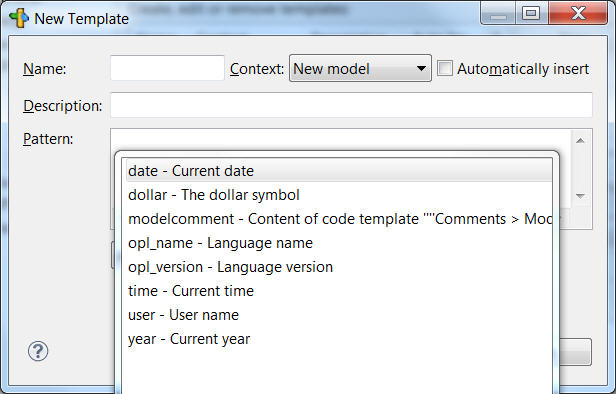 New Template
Name: Context: New model Automatically insert
Description:
Pattern:
date - Current date
dollar - The dollar symbol
modelcomment - Content of code template ""Comments > Mod
opl_name - Language name
opl_version - Language version
time - Current time
user - User name
year - Current year
?